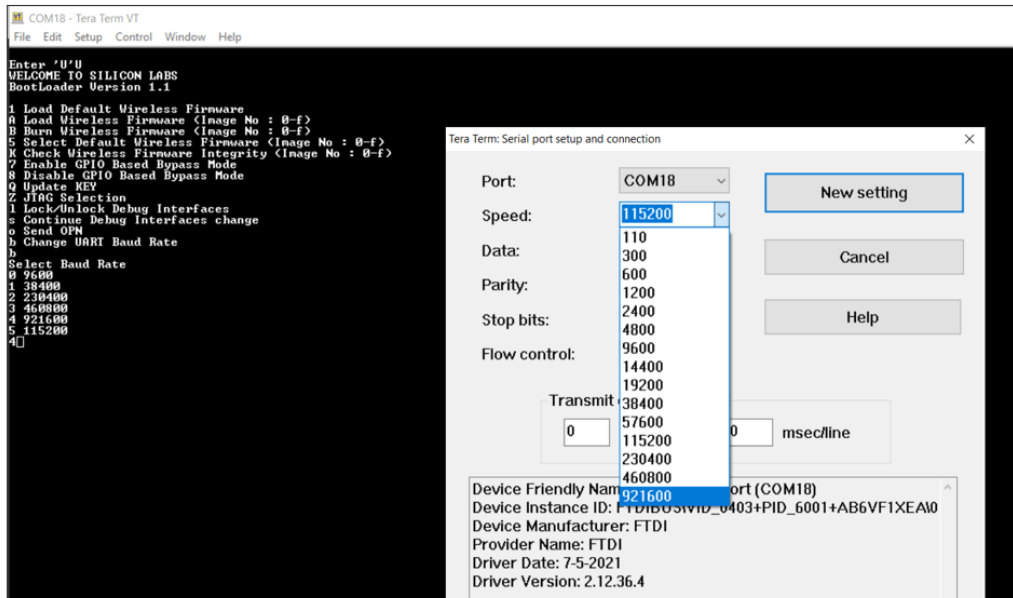 COM18 - Tera Term VT
File Edit Setup Control Window Help
Enter 'U'U
WELCOME TO SILICON LABS
BootLoader Version 1.1
1 Load Default Wireless Firmware
A Load Wireless Firmware (Image No : 0-f)
B Burn Wireless Firmware (Image No : 0-f)
5 Select Default Wireless Firmware (Image No : 0-f)
K Check Wireless Firmware Integrity (Image No : 0-f)
7 Enable GPIO Based Bypass Mode
8 Disable GPIO Based Bypass Mode
Q Update KEY
Z JTAG Selection
l Lock/Unlock Debug Interfaces
s Continue Debug Interfaces change
o Send OPN
b Change UART Baud Rate
b
Select Baud Rate
0 9600
1 38400
2 230400
3 460800
4 921600
5 115200
4
Tera Term: Serial port setup and connection
Port: COM18 New setting
Speed: 115200
Data:
Parity:
Stop bits:
Flow control:
Cancel
Help
110
300
600
1200
2400
4800
9600
14400
19200
38400
57600
115200
230400
460800
921600
Transmit
0 0 msec/line
Device Friendly Nam ort (COM18)
Device Instance ID: FTDIBUS\VID_0403+PID_6001+AB6VF1XEA\0
Device Manufacturer: FTDI
Provider Name: FTDI
Driver Date: 7-5-2021
Driver Version: 2.12.36.4